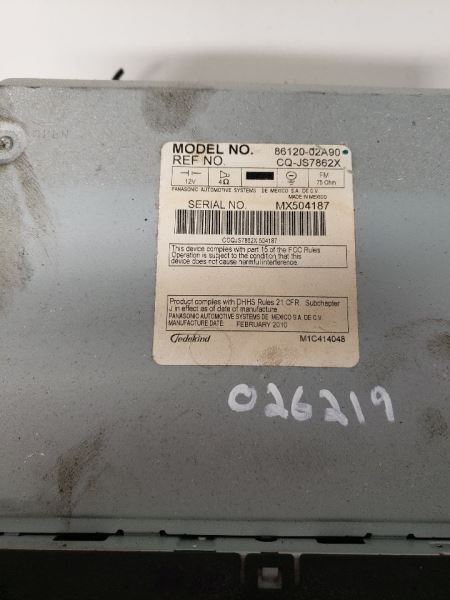 OPEN
MODEL NO. 86120-02A90
REF NO. CQ-JS7862X
12V 4Ω FM 75 Ohm
PANASONIC AUTOMOTIVE SYSTEMS DE MEXICO S.A. DE C.V.
MADE IN MEXICO
SERIAL NO. MX504187
CQQJS7862X 504187
This device complies with part 15 of the FCC Rules
Operation is subject to the condition that this
device does not cause harmful interference.
Product complies with DHHS Rules 21 CFR, Subchapter
J in effect as of date of manufacture
PANASONIC AUTOMOTIVE SYSTEMS DE MEXICO S.A. DE C.V.
MANUFACTURE DATE FEBRUARY 2010
Gedekind M1C414048
026219